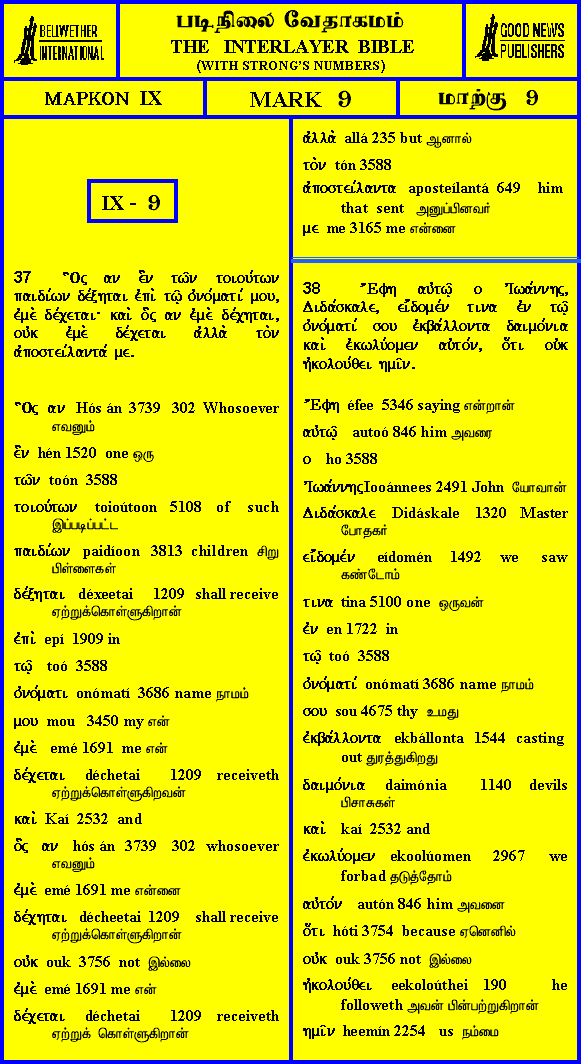 BELLWETHER
INTERNATIONAL
படிநிலை வேதாகமம்
THE INTERLAYER BIBLE
(WITH STRONG'S NUMBERS)
GOOD NEWS
PUBLISHERS
ΜΑΡΚΟΝ ΙΧ
MARK 9
மாற்கு 9
IX - 9
37 Ὃς αν ἓν τῶν τοιούτων
παιδίων δέξηται ἐπὶ τῷ ὀνόματί μου,
ἐμὲ δέχεται· καὶ ὃς αν ἐμὲ δέχηται,
οὐκ ἐμὲ δέχεται ἀλλὰ τὸν
ἀποστείλαντά με.
Ὃς αν Hós án 3739 302 Whosoever
எவனும்
ἓν hén 1520 one ஒரு
τῶν toón 3588
τοιούτων toioútoon 5108 of such
இப்படிப்பட்ட
παιδίων paidíoon 3813 children சிறு
பிள்ளைகள்
δέξηται déxeetai 1209 shall receive
ஏற்றுக்கொள்ளுகிறான்
ἐπὶ epí 1909 in
τῷ toó 3588
ὀνόματι onómatí 3686 name நாமம்
μου mou 3450 my என்
ἐμὲ emé 1691 me என்
δέχεται déchetai 1209 receiveth
ஏற்றுக்கொள்ளுகிறவன்
καὶ Kaí 2532 and
ὃς αν hós án 3739 302 whosoever
எவனும்
ἐμὲ emé 1691 me என்னை
δέχηται décheetai 1209 shall receive
ஏற்றுக்கொள்ளுகிறான்
οὐκ ouk 3756 not இல்லை
ἐμὲ emé 1691 me என்
δέχεται déchetai 1209 receiveth
ஏற்றுக் கொள்ளுகிறான்
ἀλλὰ allá 235 but ஆனால்
τὸν tón 3588
ἀποστείλαντα aposteílantá 649 him
that sent அனுப்பினவர்
με me 3165 me என்னை
38 Ἔφη αὐτῷ ο Ἰωάννης,
Διδάσκαλε, εἴδομέν τινα ἐν τῷ
ὀνόματί σου ἐκβάλλοντα δαιμόνια
καὶ ἐκωλύομεν αὐτόν, ὅτι οὐκ
ἠκολούθει ημῖν.
Ἔφη éfee 5346 saying என்றான்
αὐτῷ autoó 846 him அவரை
ο ho 3588
Ἰωάννης Iooánnees 2491 John யோவான்
Διδάσκαλε Didáskale 1320 Master
போதகர்
εἴδομέν eídomén 1492 we saw
கண்டோம்
τινα tina 5100 one ஒருவன்
ἐν en 1722 in
τῷ toó 3588
ὀνόματί onómatí 3686 name நாமம்
σου sou 4675 thy உமது
ἐκβάλλοντα ekbállonta 1544 casting
out துரத்துகிறது
δαιμόνια daimónia 1140 devils
பிசாசுகள்
καὶ kaí 2532 and
ἐκωλύομεν ekoolúomen 2967 we
forbad தடுத்தோம்
αὐτόν autón 846 him அவனை
ὅτι hóti 3754 because ஏனெனில்
οὐκ ouk 3756 not இல்லை
ἠκολούθει eekoloúthei 190 he
followeth அவன் பின்பற்றுகிறான்
ημῖν heemín 2254 us நம்மை